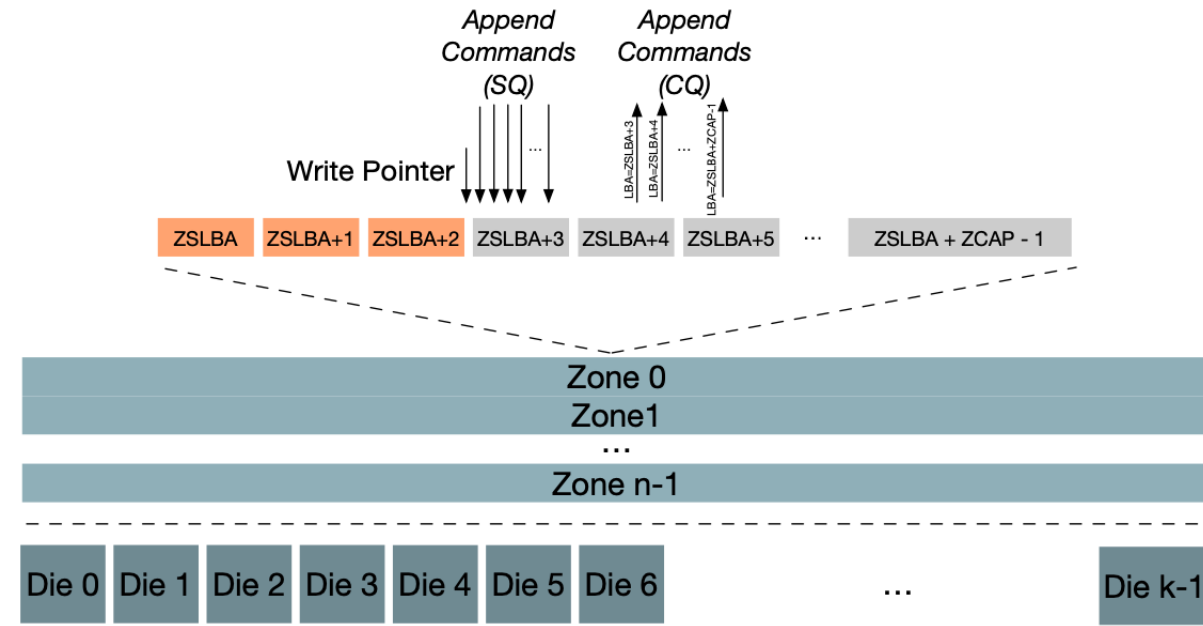 Append
Commands
(SQ)
Append
Commands
(CQ)
Write Pointer
...
LBA=ZSLBA+3
LBA=ZSLBA+4
...
LBA=ZSLBA+ZCAP-1
ZSLBA
ZSLBA+1
ZSLBA+2
ZSLBA+3
ZSLBA+4
ZSLBA+5
...
ZSLBA + ZCAP - 1
Zone 0
Zone1
...
Zone n-1
Die 0
Die 1
Die 2
Die 3
Die 4
Die 5
Die 6
...
Die k-1